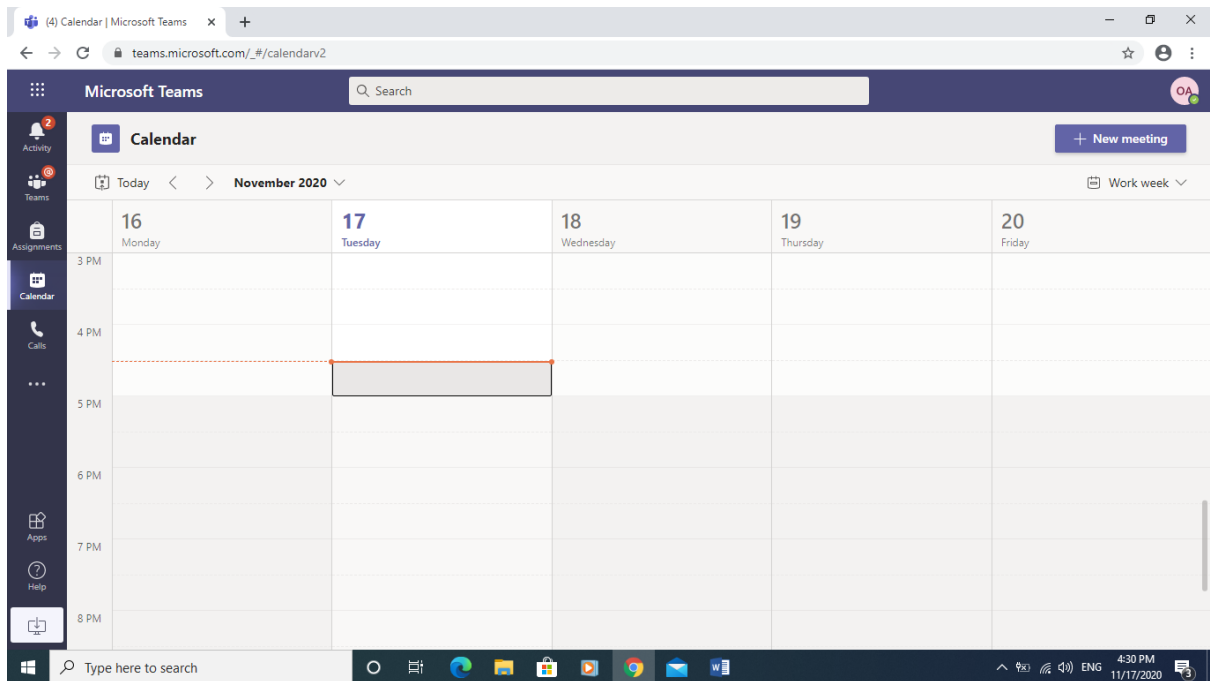 (4) Calendar | Microsoft Teams
teams.microsoft.com/_#/calendarv2
Microsoft Teams
Search
OA
2
Activity
Calendar
New meeting
@
Teams
Today
November 2020
Work week
Assignments
16
Monday
17
Tuesday
18
Wednesday
19
Thursday
20
Friday
Calendar
Calls
Apps
Help
3 PM
4 PM
5 PM
6 PM
7 PM
8 PM
Type here to search
ENG
4:30 PM
11/17/2020
3